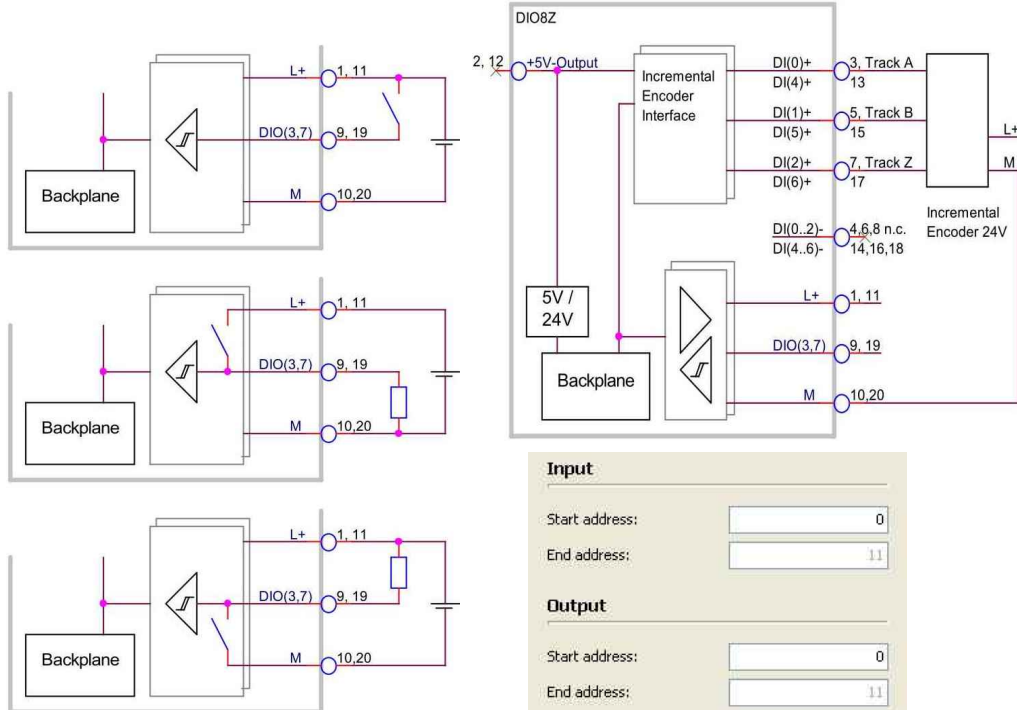 L+
1, 11
DIO(3,7)
9, 19
M
10,20
Backplane
L+
1, 11
DIO(3,7)
9, 19
M
10,20
Backplane
L+
1, 11
DIO(3,7)
9, 19
M
10,20
Backplane
DIO8Z
2, 12
+5V-Output
Incremental
Encoder
Interface
DI(0)+
DI(4)+
3, Track A
13
DI(1)+
DI(5)+
5, Track B
15
DI(2)+
DI(6)+
7, Track Z
17
L+
M
Incremental
Encoder 24V
DI(0..2)-
DI(4..6)-
4,6,8 n.c.
14,16,18
5V /
24V
Backplane
L+
1, 11
DIO(3,7)
9, 19
M
10,20
Input
Start address:
0
End address:
11
Output
Start address:
0
End address:
11